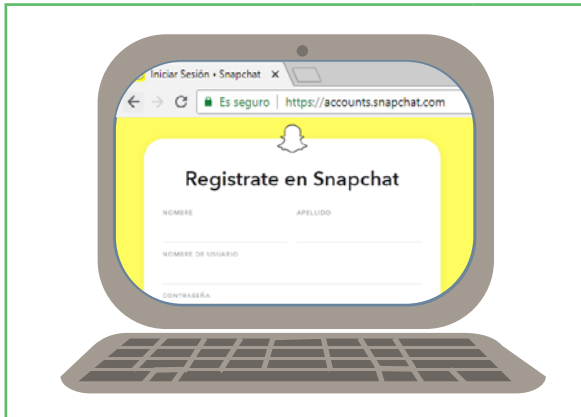 Iniciar Sesión • Snapchat x
Es seguro | https://accounts.snapchat.com
Registrate en Snapchat
NOMBRE APELLIDO
NOMBRE DE USUARIO
CONTRASEÑA